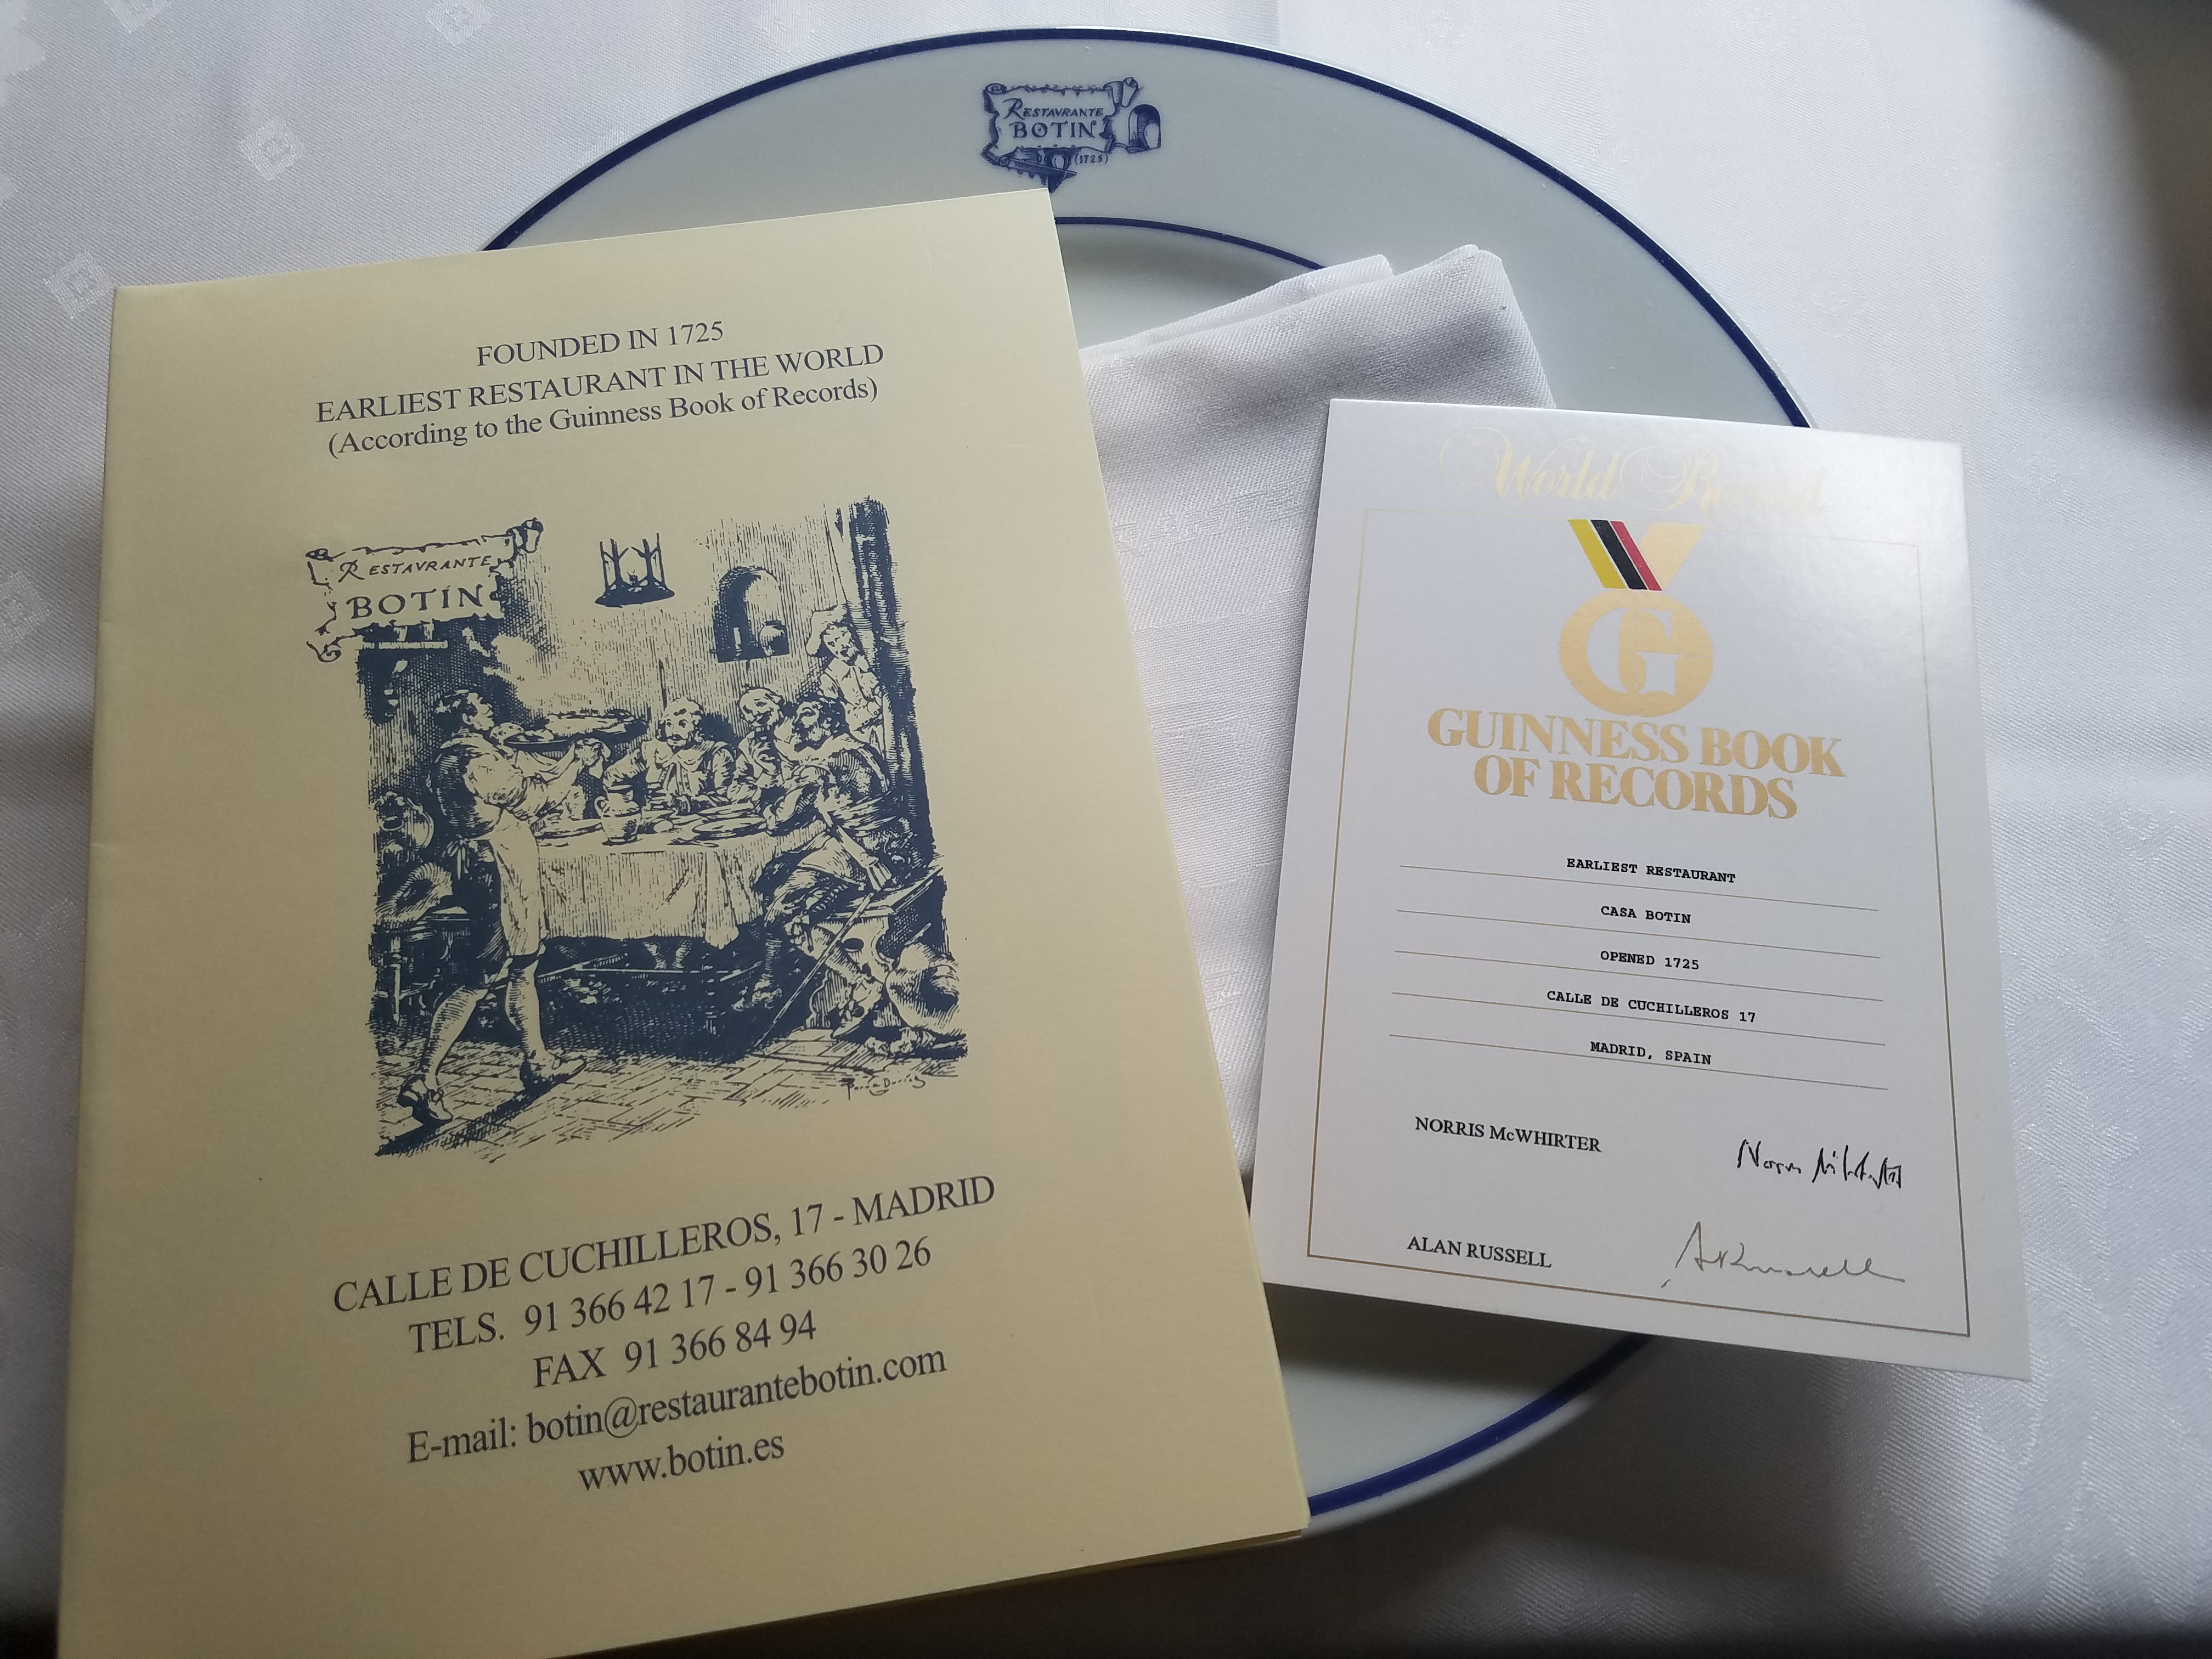 RESTAVRANTE
BOTIN
(1725)
FOUNDED IN 1725
EARLIEST RESTAURANT IN THE WORLD
(According to the Guinness Book of Records)
RESTAVRANTE
BOTÍN
CALLE DE CUCHILLEROS, 17 - MADRID
TELS. 91 366 42 17 - 91 366 30 26
FAX 91 366 84 94
E-mail: botin@restaurantebotin.com
www.botin.es
World Record
G
GUINNESS BOOK
OF RECORDS
EARLIEST RESTAURANT
CASA BOTIN
OPENED 1725
CALLE DE CUCHILLEROS 17
MADRID, SPAIN
NORRIS McWHIRTER
ALAN RUSSELL